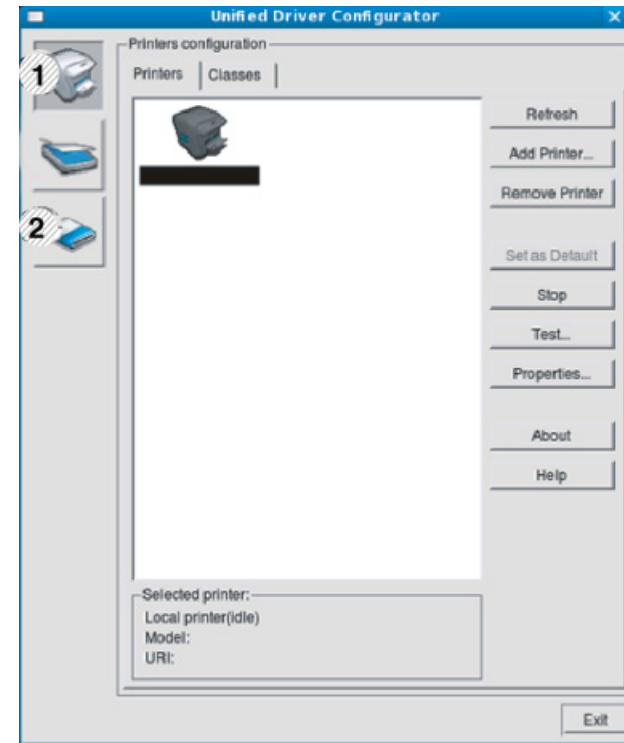 Unified Driver Configurator
1
2
Printers configuration
Printers
Classes
Refresh
Add Printer...
Remove Printer
Set as Default
Stop
Test...
Properties...
About
Help
Selected printer:
Local printer(idle)
Model:
URI:
Exit